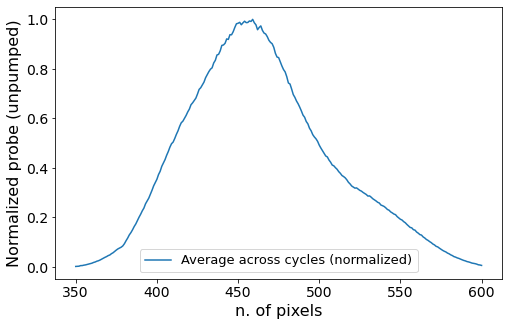 Normalized probe (unpumped)
1.0
0.8
0.6
0.4
0.2
0.0
Average across cycles (normalized)
350 400 450 500 550 600
n. of pixels